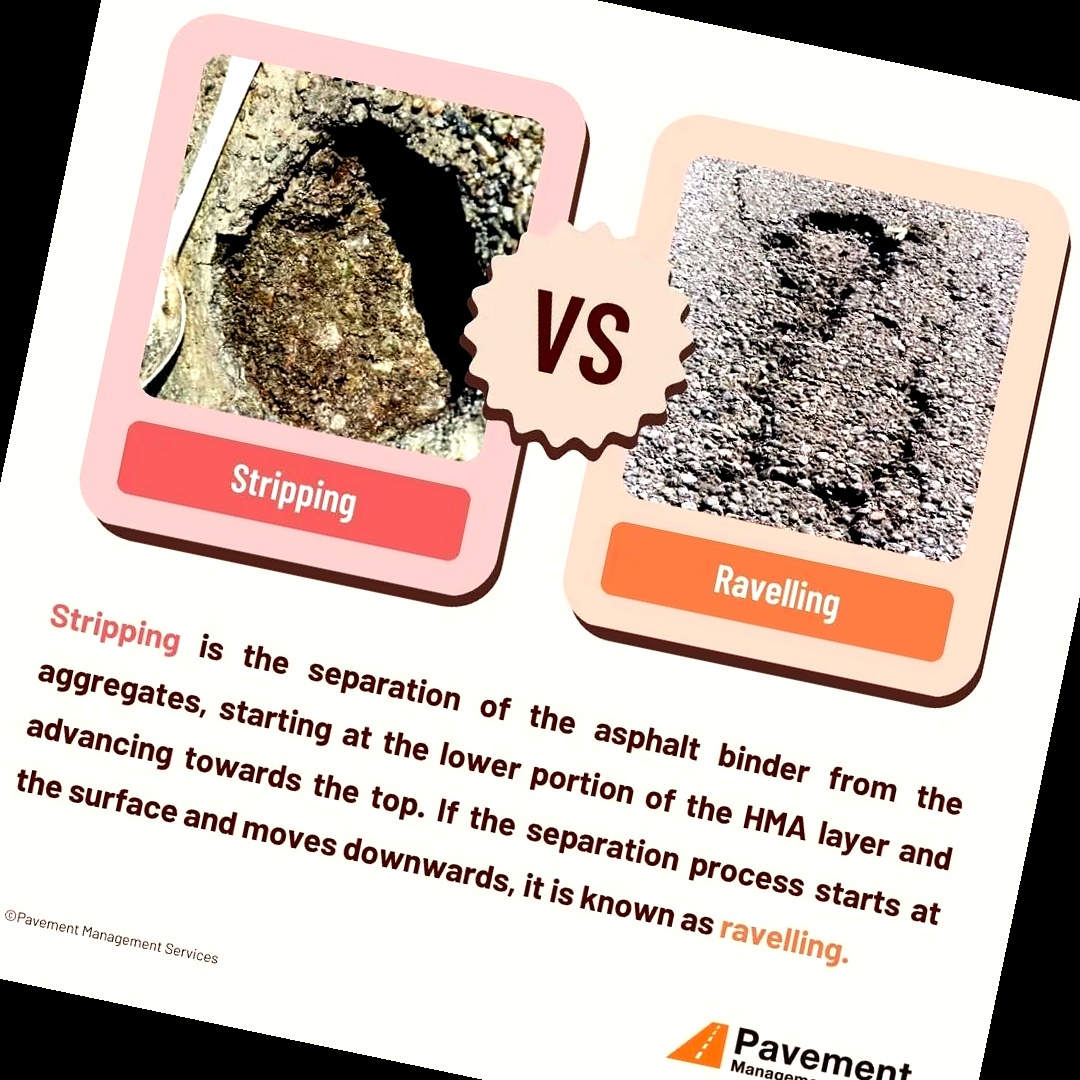 VS
Stripping
Ravelling
Stripping is the separation of the asphalt binder from the
aggregates, starting at the lower portion of the HMA layer and
advancing towards the top. If the separation process starts at
the surface and moves downwards, it is known as ravelling.
©Pavement Management Services
Pavement